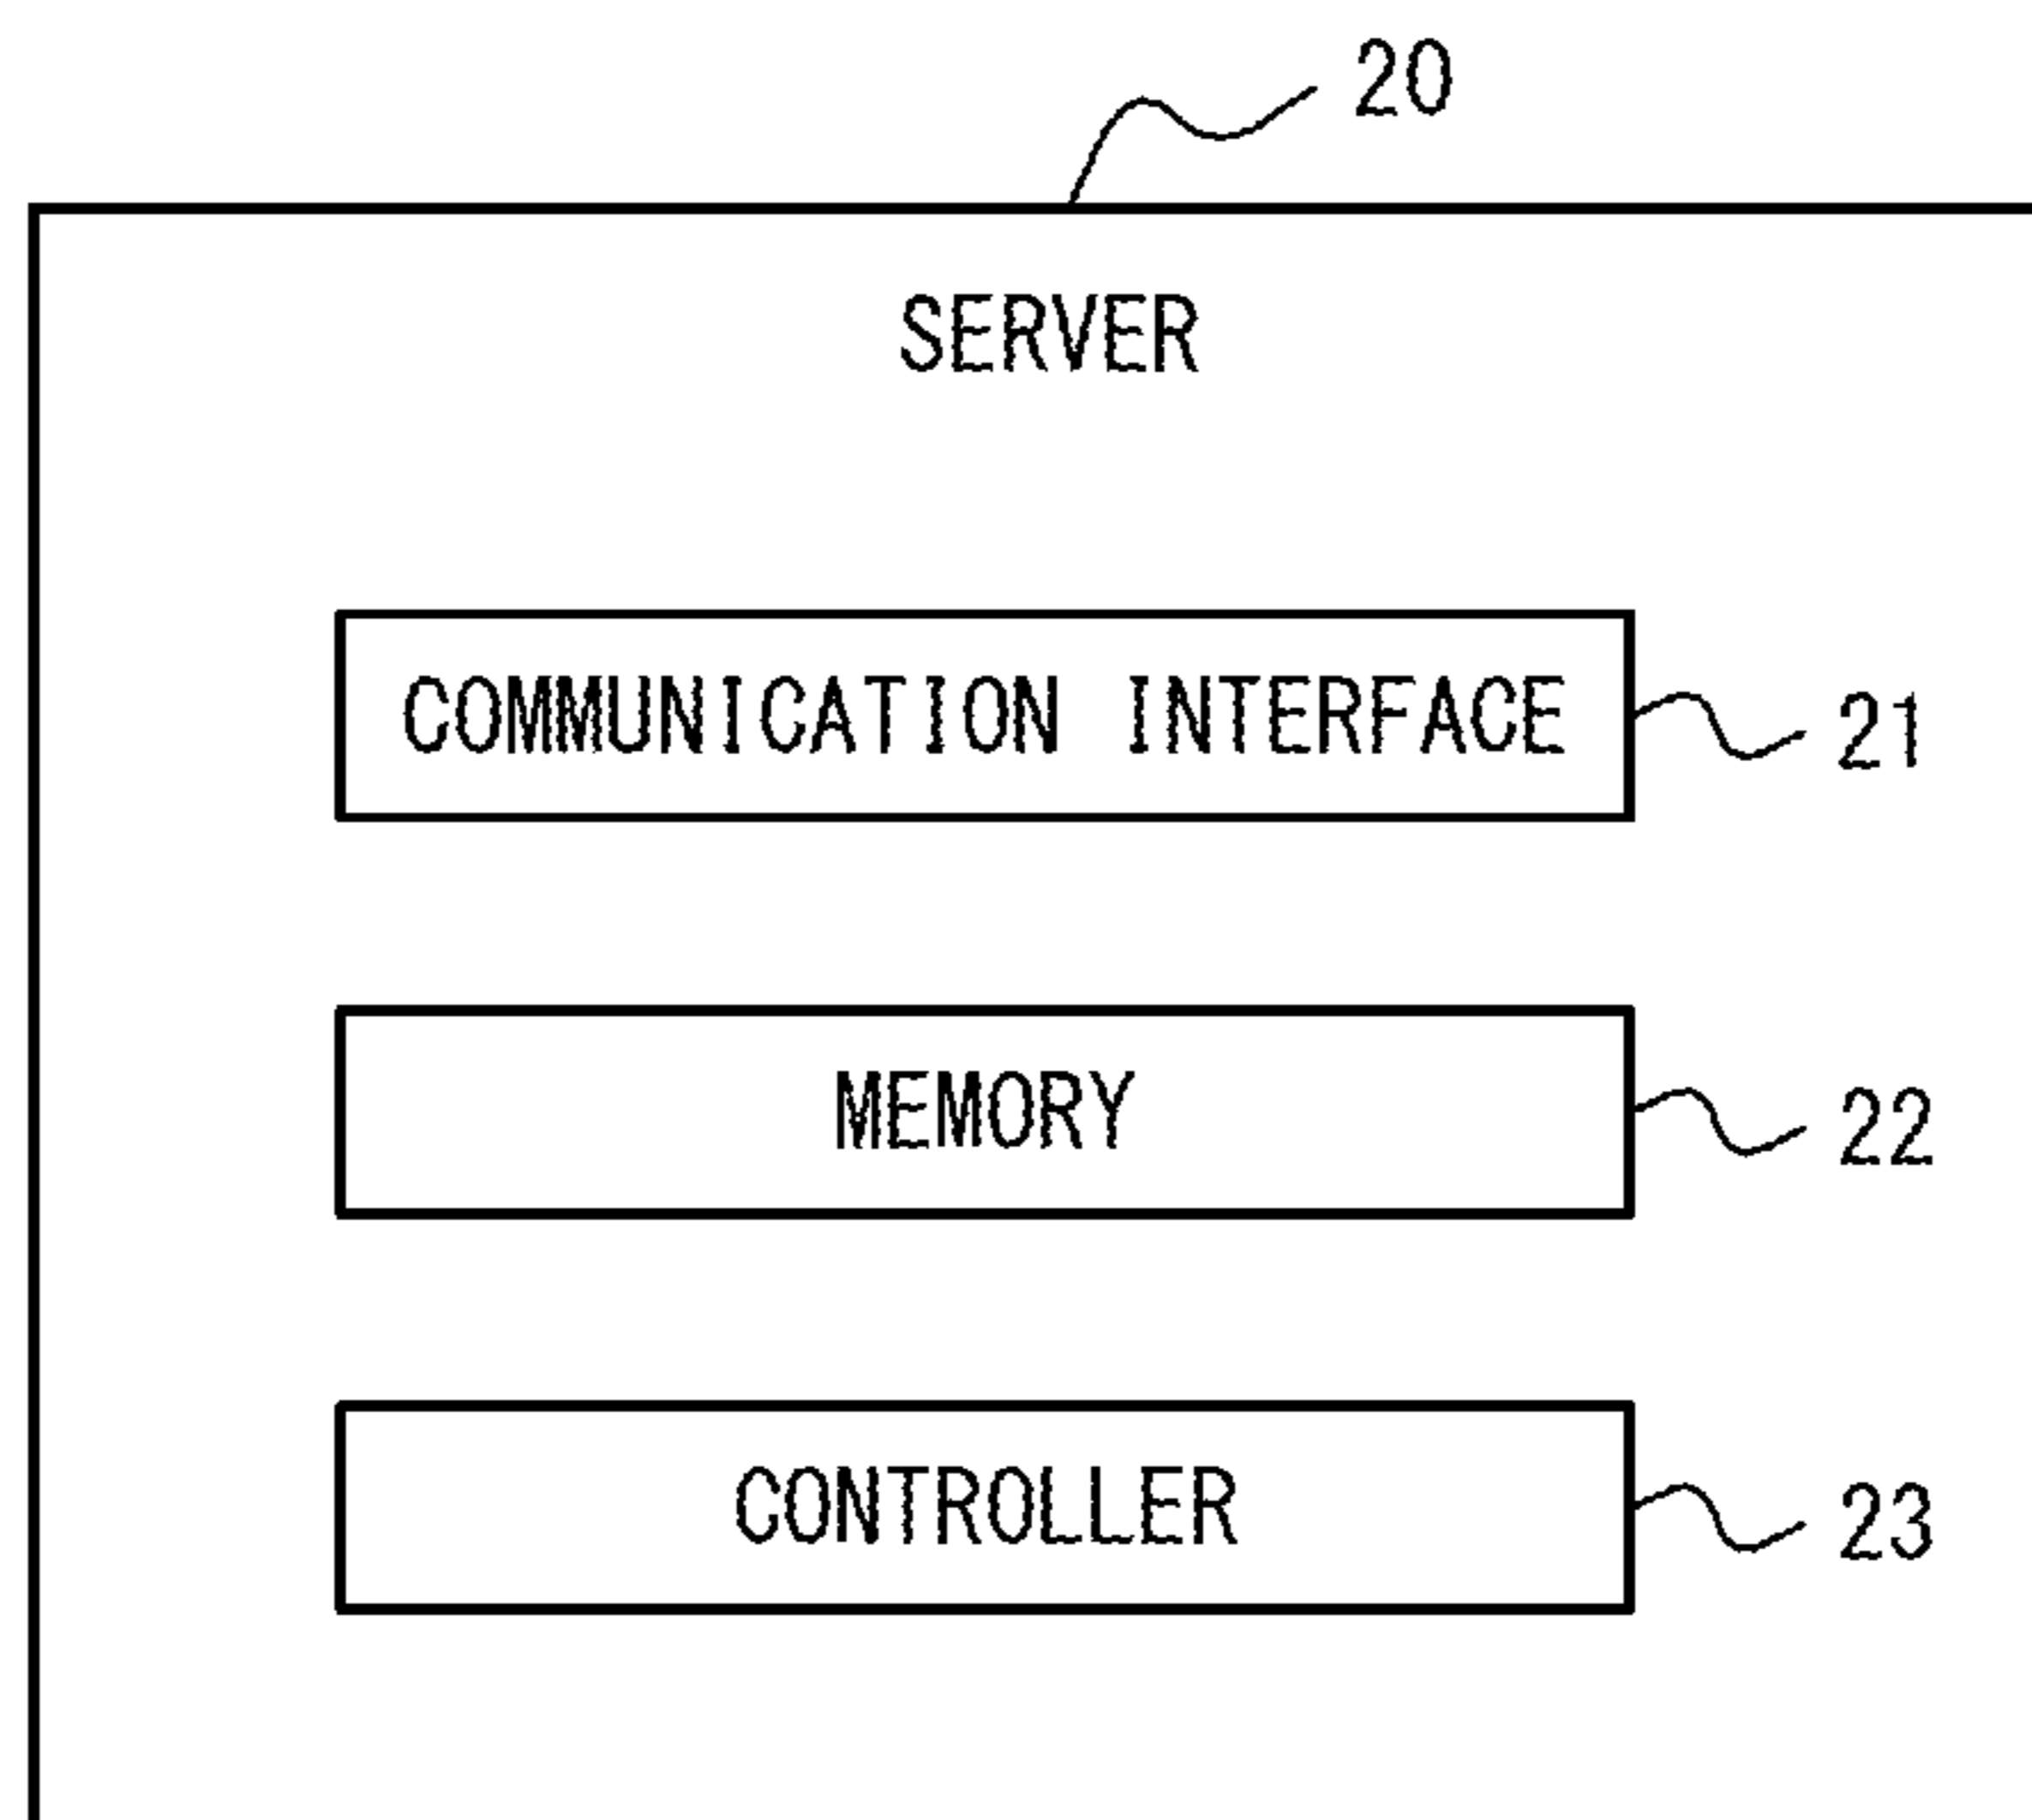 20
SERVER
COMMUNICATION INTERFACE
21
MEMORY
22
CONTROLLER
23